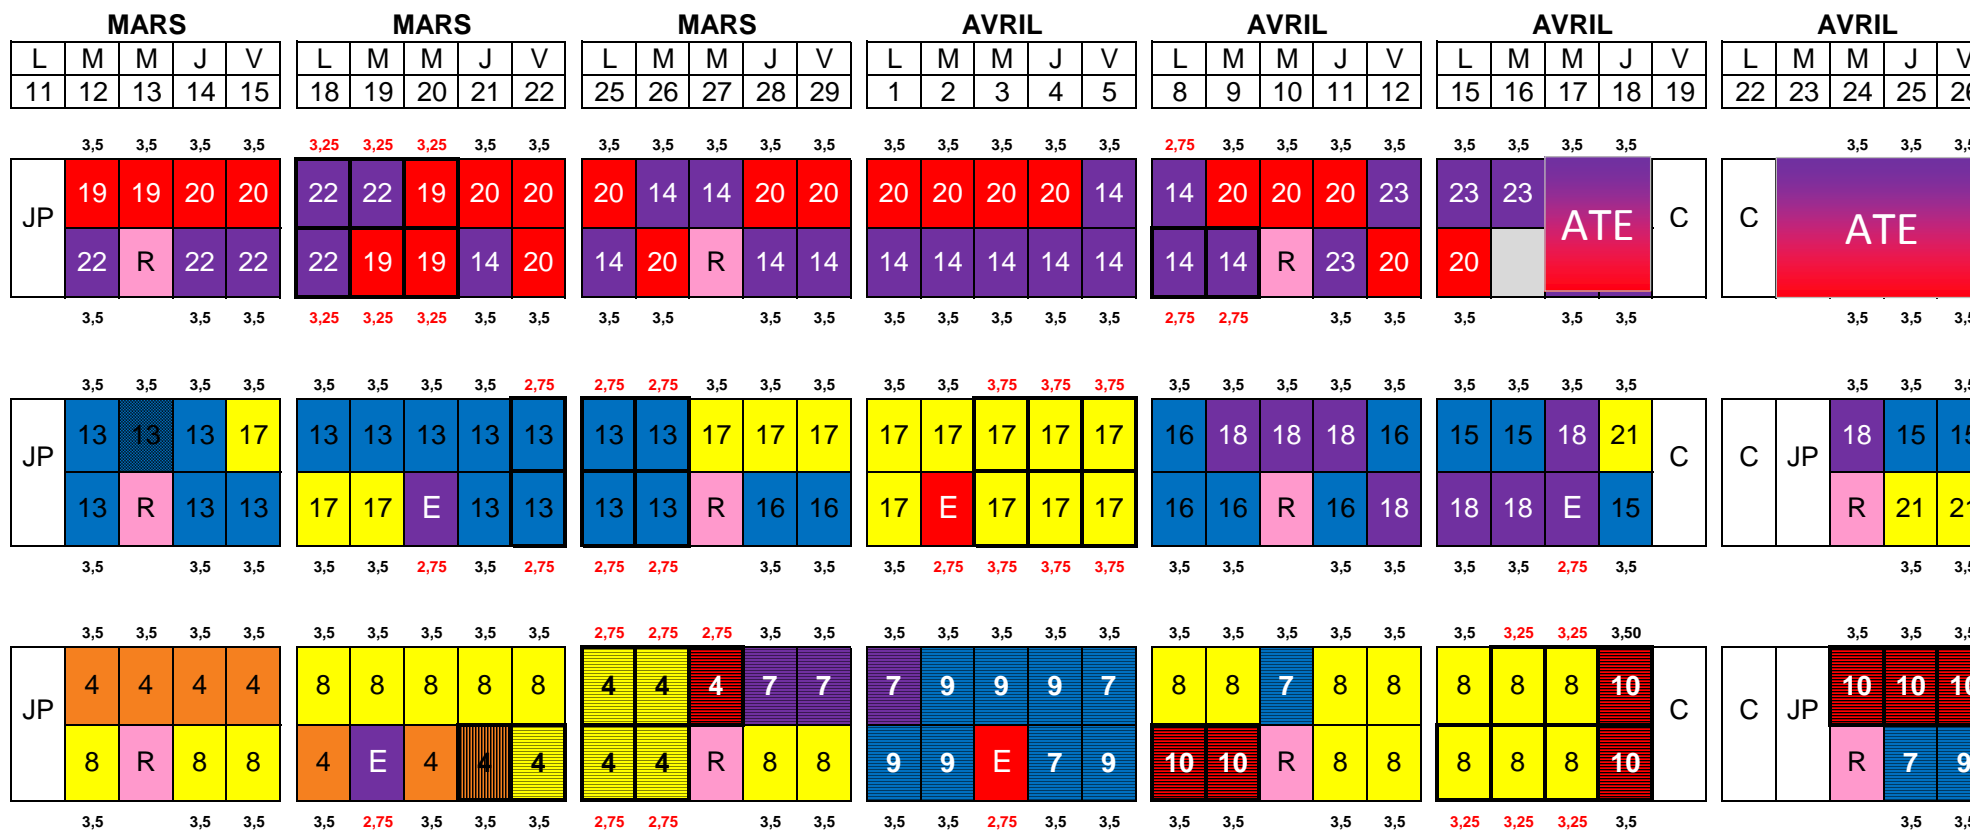 MARS MARS MARS AVRIL AVRIL AVRIL AVRIL
L M M J V L M M J V L M M J V L M M J V L M M J V L M M J V L M M J V
11 12 13 14 15 18 19 20 21 22 25 26 27 28 29 1 2 3 4 5 8 9 10 11 12 15 16 17 18 19 22 23 24 25 26
3,5 3,5 3,5 3,5 3,25 3,25 3,25 3,5 3,5 3,5 3,5 3,5 3,5 3,5 3,5 3,5 3,5 3,5 3,5 2,75 3,5 3,5 3,5 3,5 3,5 3,5 3,5 3,5 3,5 3,5 3,5
19 19 20 20 22 22 19 20 20 20 14 14 20 20 20 20 20 20 14 14 20 20 20 23 23 23
JP ATE C C ATE
22 R 22 22 22 19 19 14 20 14 20 R 14 14 14 14 14 14 14 14 14 R 23 20 20
3,5 3,5 3,5 3,25 3,25 3,25 3,5 3,5 3,5 3,5 3,5 3,5 3,5 3,5 3,5 3,5 3,5 2,75 2,75 3,5 3,5 3,5 3,5 3,5 3,5 3,5 3,5
3,5 3,5 3,5 3,5 3,5 3,5 3,5 3,5 2,75 2,75 2,75 3,5 3,5 3,5 3,5 3,5 3,75 3,75 3,75 3,5 3,5 3,5 3,5 3,5 3,5 3,5 3,5 3,5 3,5 3,5 3,5
13 13 13 17 13 13 13 13 13 13 13 17 17 17 17 17 17 17 17 16 18 18 18 16 15 15 18 21 18 15 15
JP C C JP
13 R 13 13 17 17 E 13 13 13 13 R 16 16 17 E 17 17 17 16 16 R 16 18 18 18 E 15 R 21 21
3,5 3,5 3,5 3,5 3,5 2,75 3,5 2,75 2,75 2,75 3,5 3,5 3,5 2,75 3,75 3,75 3,75 3,5 3,5 3,5 3,5 3,5 3,5 2,75 3,5 3,5 3,5
3,5 3,5 3,5 3,5 3,5 3,5 3,5 3,5 3,5 2,75 2,75 2,75 3,5 3,5 3,5 3,5 3,5 3,5 3,5 3,5 3,5 3,5 3,5 3,5 3,5 3,25 3,25 3,50 3,5 3,5 3,5
4 4 4 4 8 8 8 8 8 4 4 4 7 7 7 9 9 9 7 8 8 7 8 8 8 8 8 10 10 10 10
JP C C JP
8 R 8 8 4 E 4 4 4 4 4 R 8 8 9 9 E 7 9 10 10 R 8 8 8 8 8 10 R 7 9
3,5 3,5 3,5 3,5 2,75 3,5 3,5 3,5 2,75 2,75 3,5 3,5 3,5 3,5 2,75 3,5 3,5 3,5 3,5 3,5 3,5 3,25 3,25 3,25 3,5 3,5 3,5